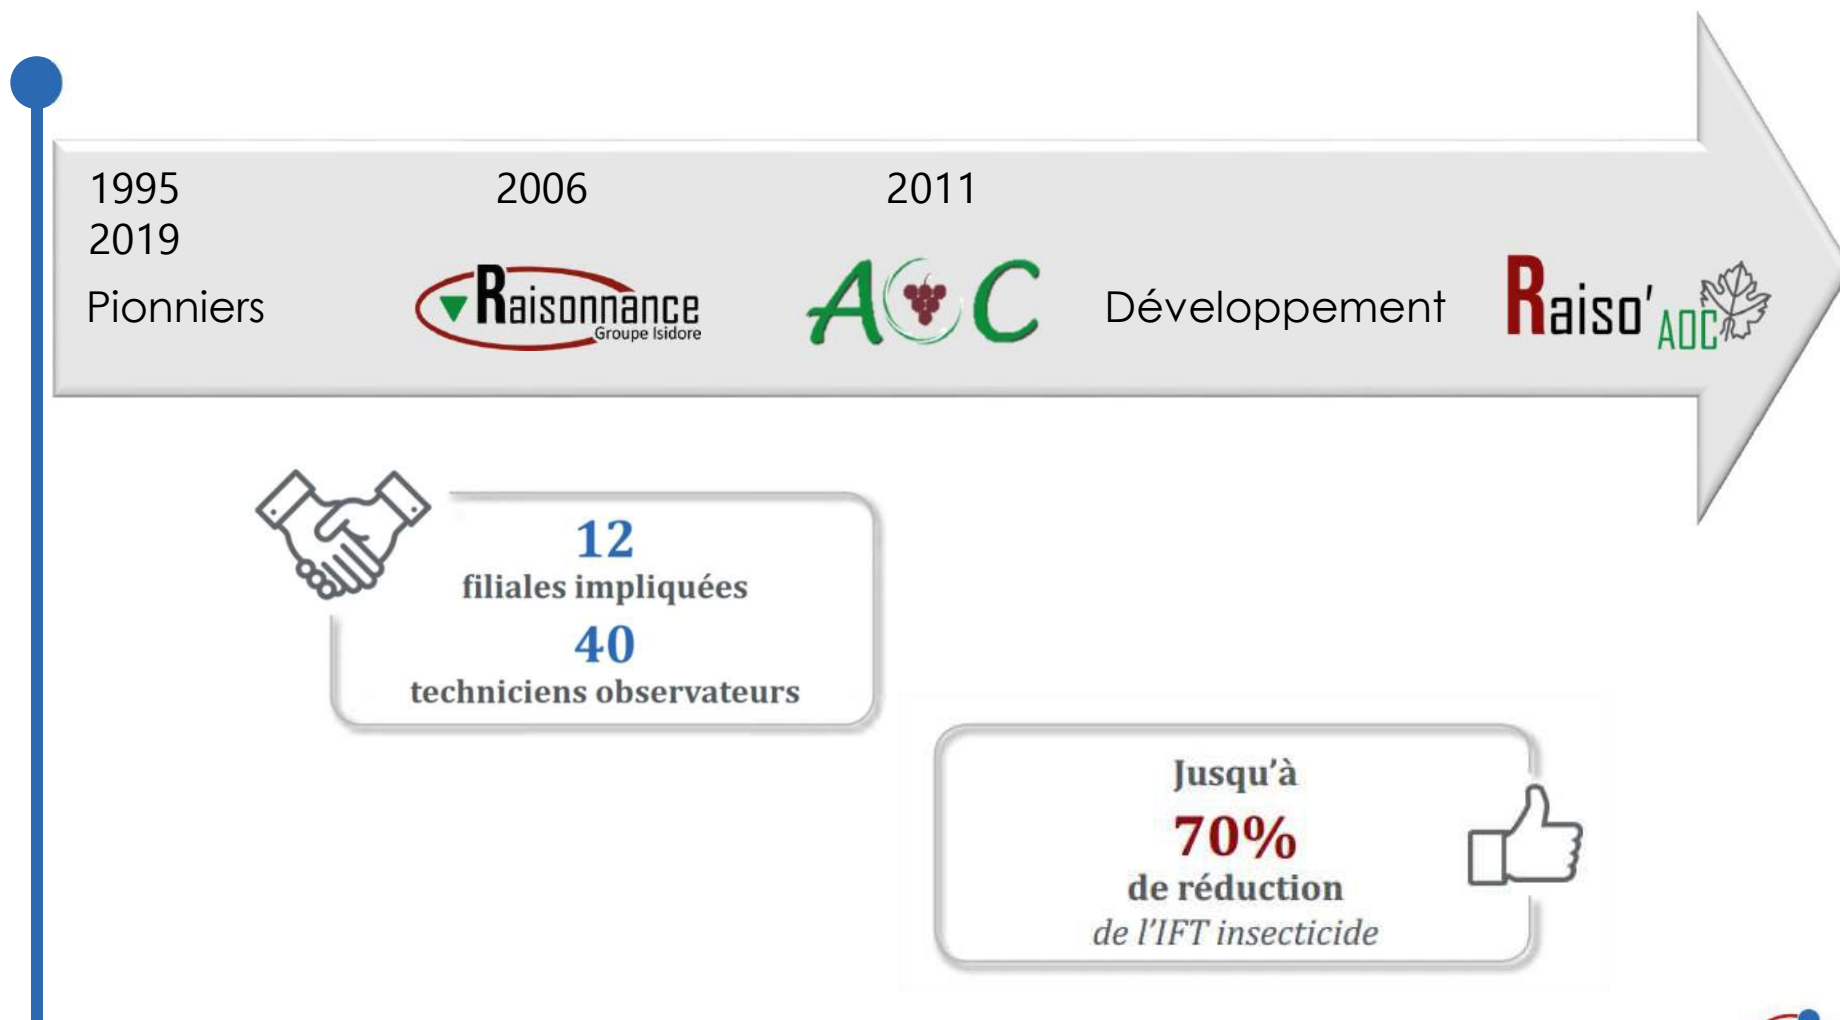 1995 2006 2011
2019
Pionniers Raisonnance AOC Développement Raiso' AOC
Groupe Isidore
12
filiales impliquées
40
techniciens observateurs
Jusqu'à
70%
de réduction
de l'IFT insecticide